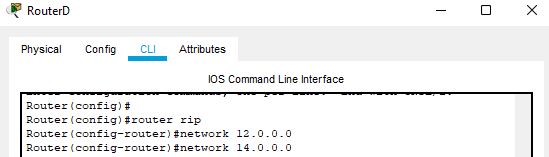 RouterD
Physical Config CLI Attributes
IOS Command Line Interface
Router(config)#
Router(config)#router rip
Router(config-router)#network 12.0.0.0
Router(config-router)#network 14.0.0.0